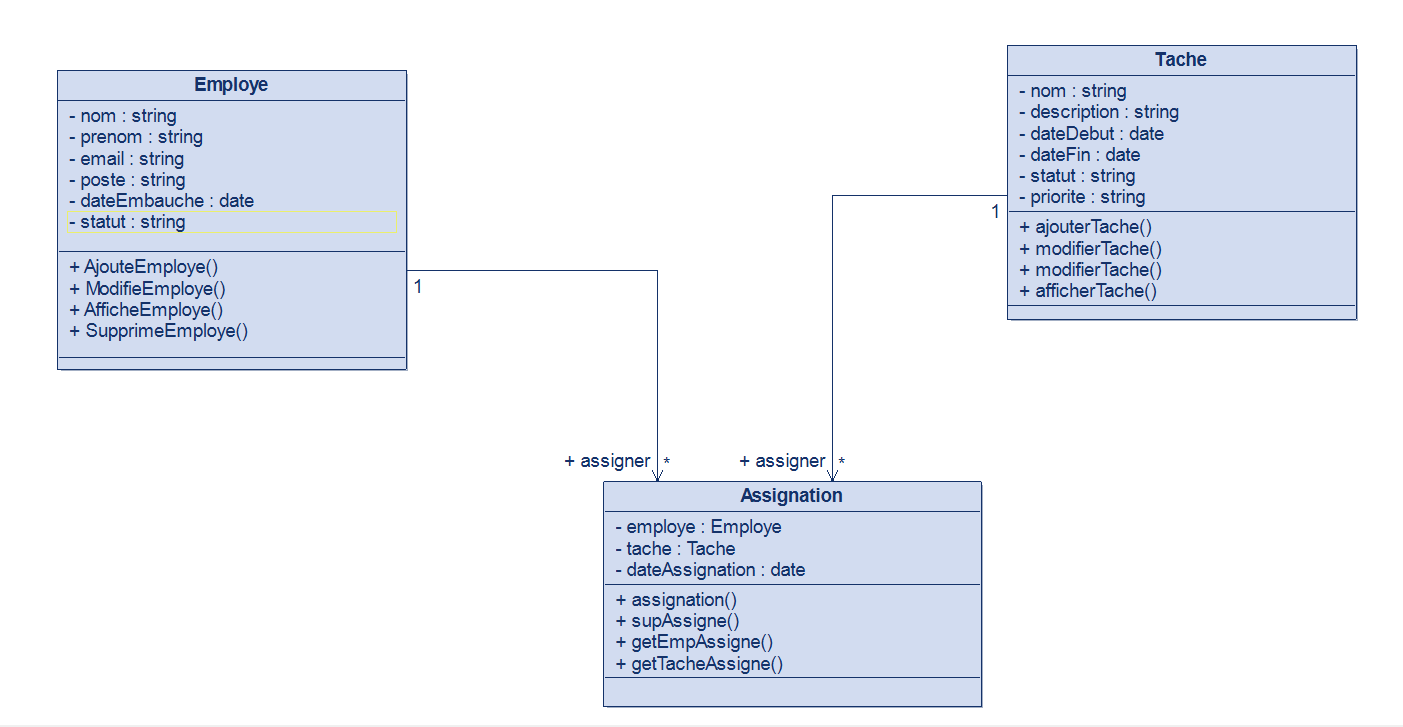 Employe
- nom : string
- prenom : string
- email : string
- poste : string
- dateEmbauche : date
- statut : string
+ AjouteEmploye()
+ ModifieEmploye()
+ AfficheEmploye()
+ SupprimeEmploye()
1
Tache
- nom : string
- description : string
- dateDebut : date
- dateFin : date
- statut : string
- priorite : string
+ ajouterTache()
+ modifierTache()
+ modifierTache()
+ afficherTache()
1
+ assigner *
+ assigner *
Assignation
- employe : Employe
- tache : Tache
- dateAssignation : date
+ assignation()
+ supAssigne()
+ getEmpAssigne()
+ getTacheAssigne()